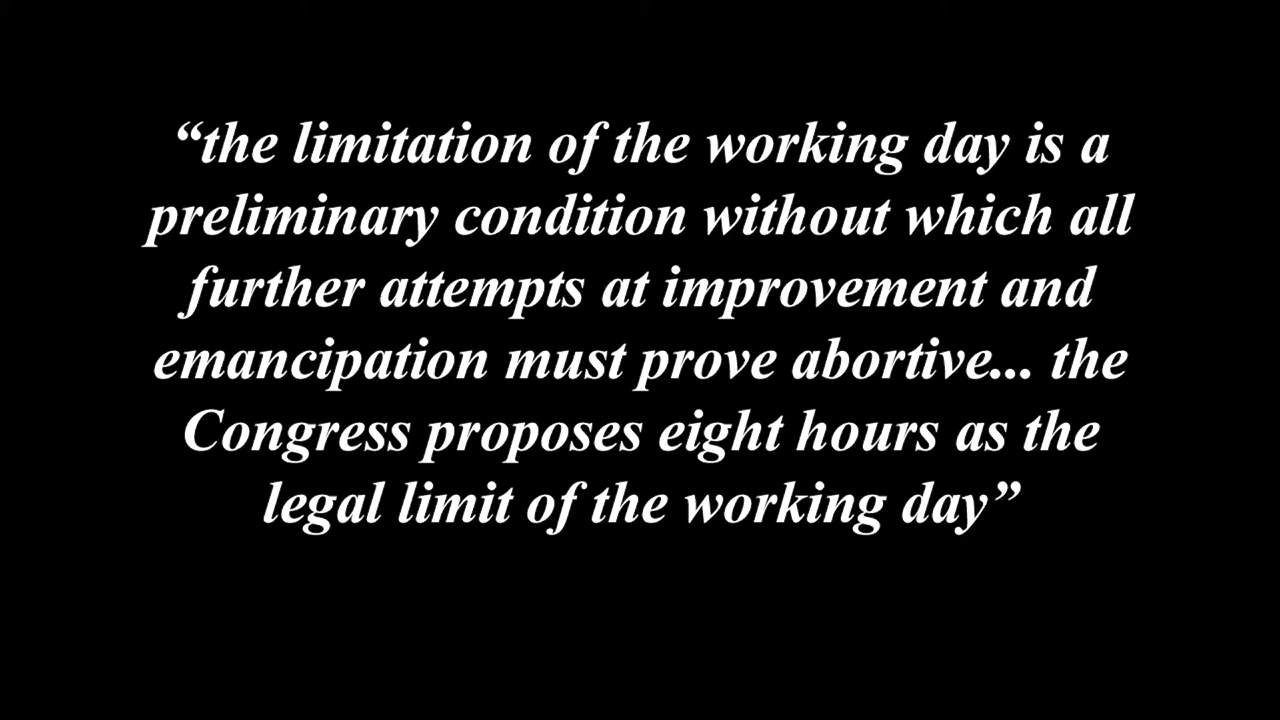 “the limitation of the working day is a
preliminary condition without which all
further attempts at improvement and
emancipation must prove abortive... the
Congress proposes eight hours as the
legal limit of the working day”